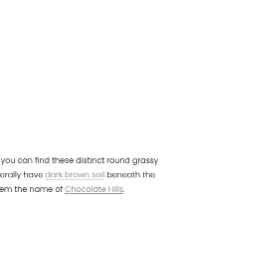 you can find these distinct round grassy
erally have dark brown soil beneath the
em the name of Chocolate Hills.